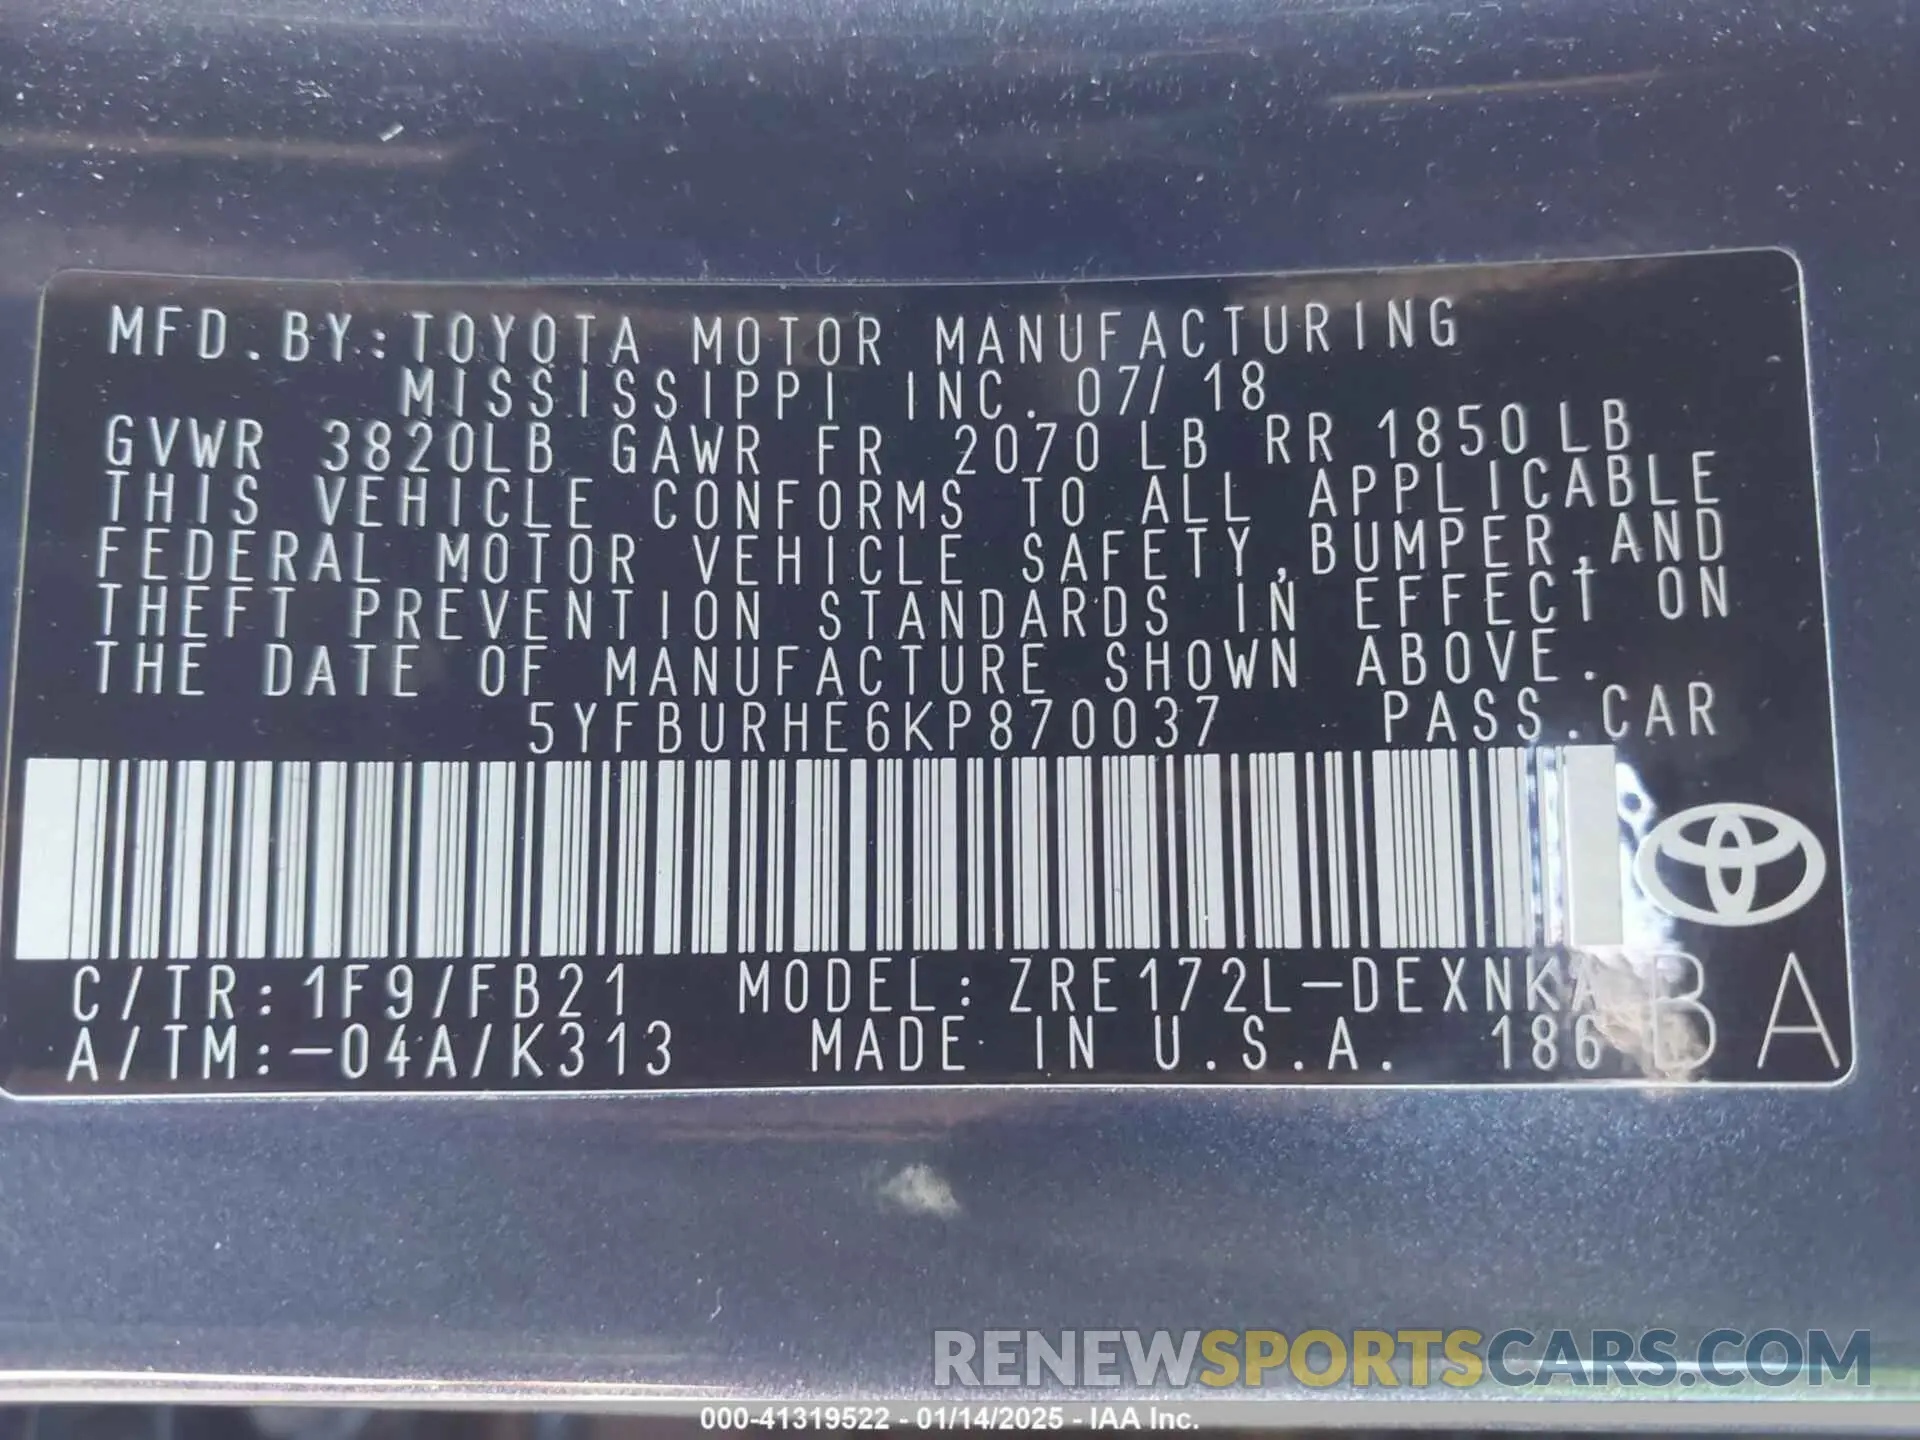 MFD.BY:TOYOTA MOTOR MANUFACTURING
MISSISSIPPI INC. 07/18
GVWR 3820LB GAWR FR 2070 LB RR 1850 LB
THIS VEHICLE CONFORMS TO ALL APPLICABLE
FEDERAL MOTOR VEHICLE SAFETY,BUMPER,AND
THEFT PREVENTION STANDARDS IN EFFECT ON
THE DATE OF MANUFACTURE SHOWN ABOVE.
5YFBURHE6KP870037 PASS.CAR
C/TR:1F9/FB21 MODEL:ZRE172L-DEXNKA BA
A/TM:-04A/K313 MADE IN U.S.A. 186
RENEWSPORTSCARS.COM
000-41319522 - 01/14/2025 - IAA Inc.